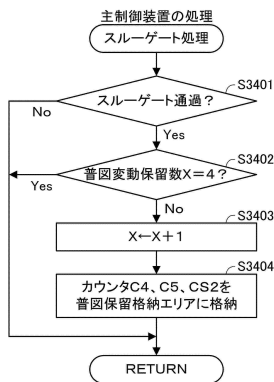 主制御装置の処理
スルーゲート処理
S3401
スルーゲート通過？
No
Yes
S3402
普図変動保留数X＝4？
Yes
No
S3403
X←X＋1
S3404
カウンタC4、C5、CS2を
普図保留格納エリアに格納
RETURN